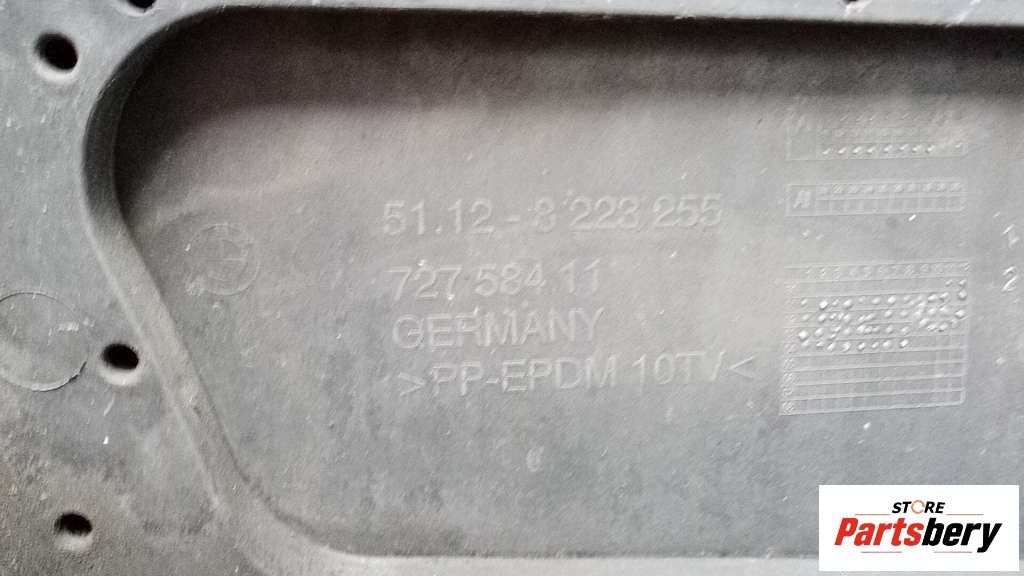 51.12-8 223 255
727 584 11
GERMANY
>PP-EPDM 10TV<
STORE
Partsbery